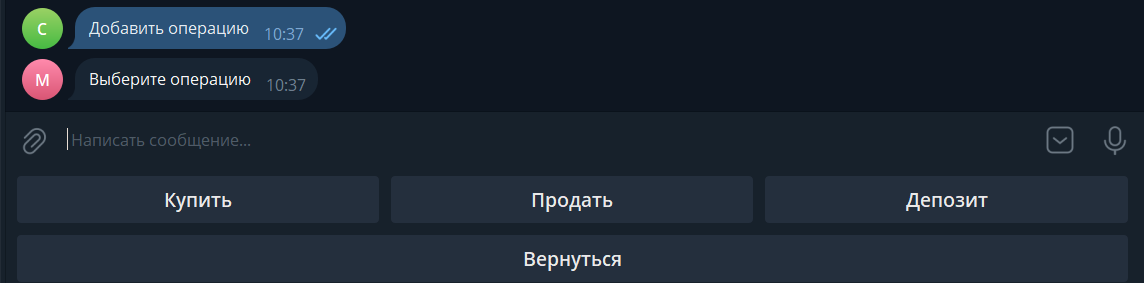 С
Добавить операцию 10:37
М
Выберите операцию 10:37
Написать сообщение...
Купить Продать Депозит
Вернуться